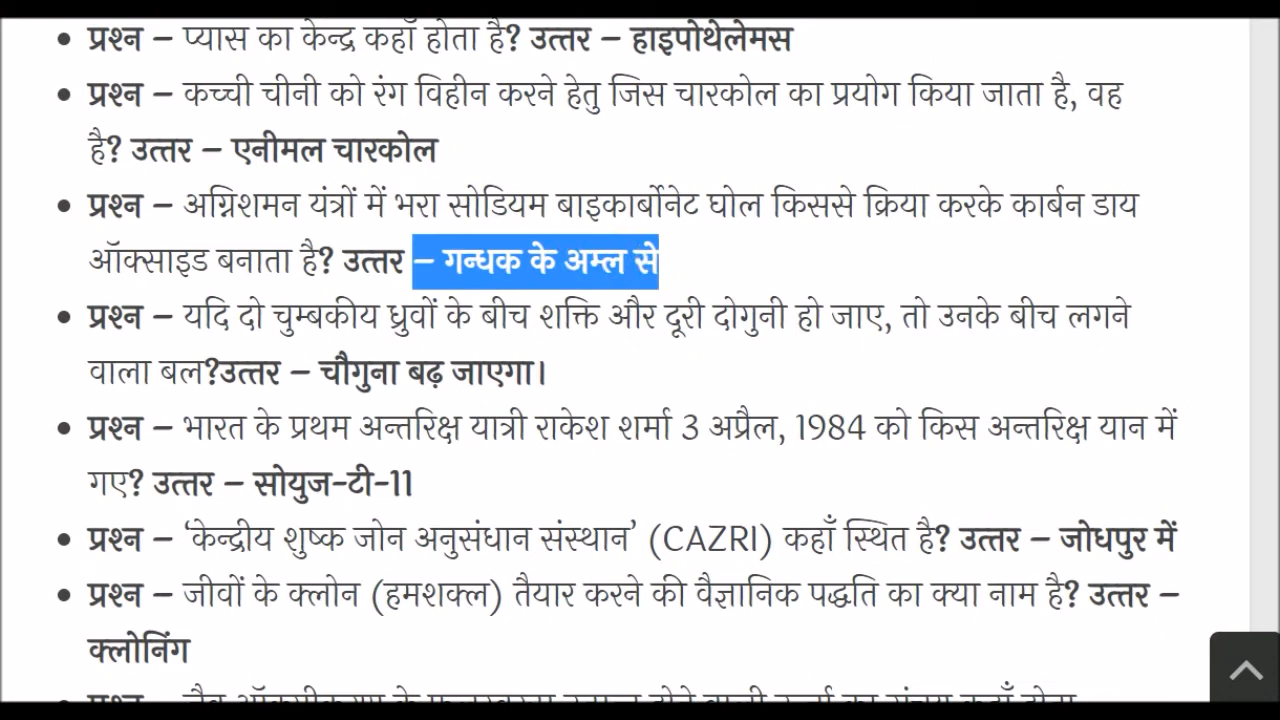 • प्रश्न – प्यास का केन्द्र कहाँ होता है? उत्तर – हाइपोथेलेमस
• प्रश्न – कच्ची चीनी को रंग विहीन करने हेतु जिस चारकोल का प्रयोग किया जाता है, वह
है? उत्तर – एनीमल चारकोल
• प्रश्न – अग्निशमन यंत्रों में भरा सोडियम बाइकार्बोनेट घोल किससे क्रिया करके कार्बन डाय
ऑक्साइड बनाता है? उत्तर – गन्धक के अम्ल से
• प्रश्न – यदि दो चुम्बकीय ध्रुवों के बीच शक्ति और दूरी दोगुनी हो जाए, तो उनके बीच लगने
वाला बल?उत्तर – चौगुना बढ़ जाएगा।
• प्रश्न – भारत के प्रथम अन्तरिक्ष यात्री राकेश शर्मा 3 अप्रैल, 1984 को किस अन्तरिक्ष यान में
गए? उत्तर – सोयुज-टी-11
• प्रश्न – ‘केन्द्रीय शुष्क जोन अनुसंधान संस्थान’ (CAZRI) कहाँ स्थित है? उत्तर – जोधपुर में
• प्रश्न – जीवों के क्लोन (हमशक्ल) तैयार करने की वैज्ञानिक पद्धति का क्या नाम है? उत्तर –
क्लोनिंग